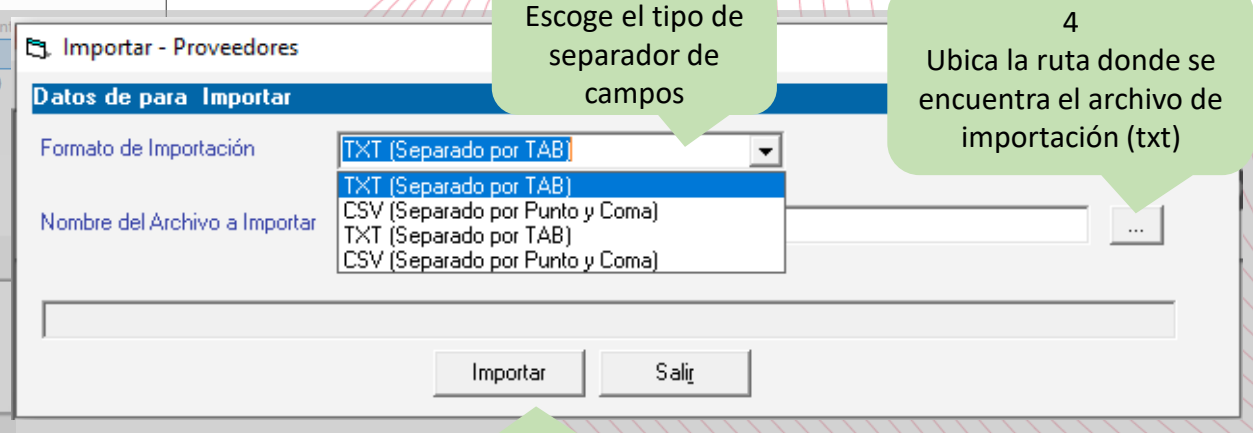 Escoge el tipo de
separador de
campos
4
Ubica la ruta donde se
encuentra el archivo de
importación (txt)
Importar - Proveedores
Datos de para Importar
Formato de Importación
TXT (Separado por TAB)
TXT (Separado por TAB)
CSV (Separado por Punto y Coma)
TXT (Separado por TAB)
CSV (Separado por Punto y Coma)
Nombre del Archivo a Importar
...
Importar
Salir